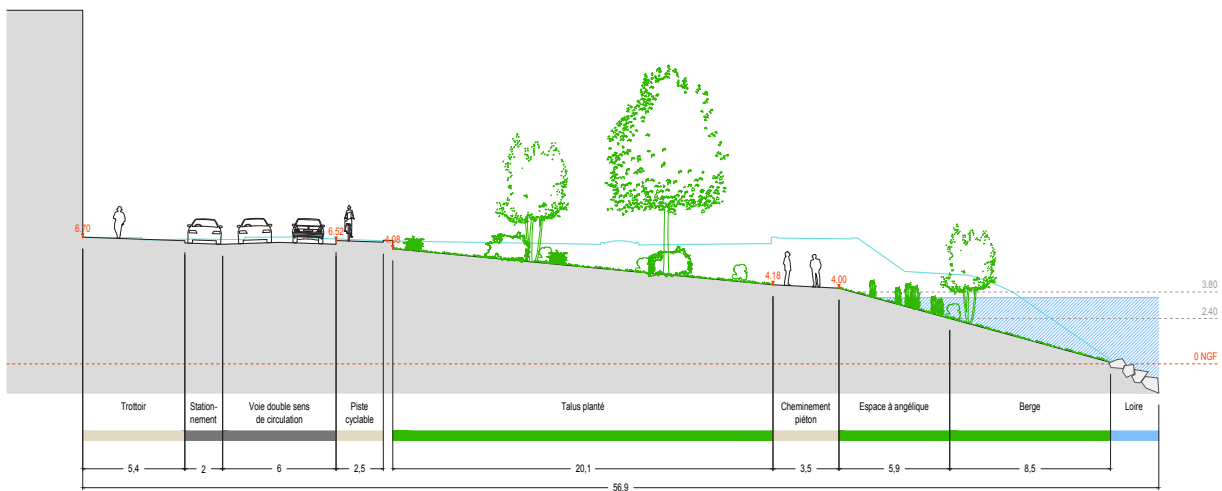 6.70
6.52
4.08
4.18
4.00
3.80
2.40
0 NGF
Trottoir
Station-
nement
Voie double sens
de circulation
Piste
cyclable
Talus planté
Cheminement
piéton
Espace à angélique
Berge
Loire
5,4
2
6
2,5
20,1
3,5
5,9
8,5
56,9